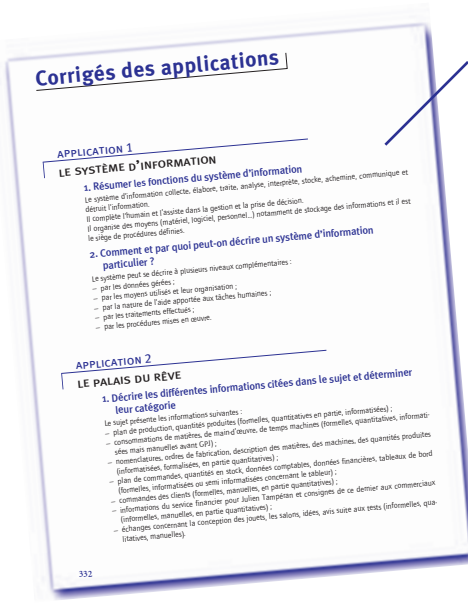 Corrigés des applications
APPLICATION 1
LE SYSTÈME D'INFORMATION
1. Résumer les fonctions du système d'information
Le système d'information collecte, élabore, traite, analyse, interprète, stocke, achemine, communique et
détruit l'information.
Il complète l'humain et l'assiste dans la gestion et la prise de décision.
Il organise des moyens (matériel, logiciel, personnel...) notamment de stockage des informations et il est
le siège de procédures définies.
2. Comment et par quoi peut-on décrire un système d'information
particulier ?
Le système peut se décrire à plusieurs niveaux complémentaires :
– par les données gérées ;
– par les moyens utilisés et leur organisation ;
– par la nature de l'aide apportée aux tâches humaines ;
– par les traitements effectués ;
– par les procédures mises en œuvre.
APPLICATION 2
LE PALAIS DU RÊVE
1. Décrire les différentes informations citées dans le sujet et déterminer
leur catégorie
Le sujet présente les informations suivantes :
– plan de production, quantités produites (formelles, quantitatives en partie, informatisées) ;
– consommations de matières, de main-d'œuvre, de temps machines (formelles, quantitatives, informati-
sées mais manuelles avant GPJ) ;
– nomenclatures, ordres de fabrication, description des matières, des machines, des quantités produites
(informatisées, formalisées, en partie quantitatives) ;
– plan de commandes, quantités en stock, données comptables, données financières, tableaux de bord
(formelles, informatisées ou semi informatisées concernant le tableur) ;
– commandes des clients (formelles, manuelles, en partie quantitatives) ;
– informations du service financier pour Julien Tampéran et consignes de ce dernier aux commerciaux
(informelles, manuelles, en partie quantitatives) ;
– échanges concernant la conception des jouets, les salons, idées, avis suite aux tests (informelles, qua-
litatives, manuelles).
332